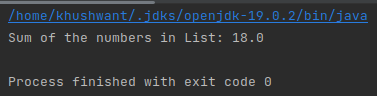 /home/khushwant/.jdks/openjdk-19.0.2/bin/java
Sum of the numbers in List: 18.0
Process finished with exit code 0